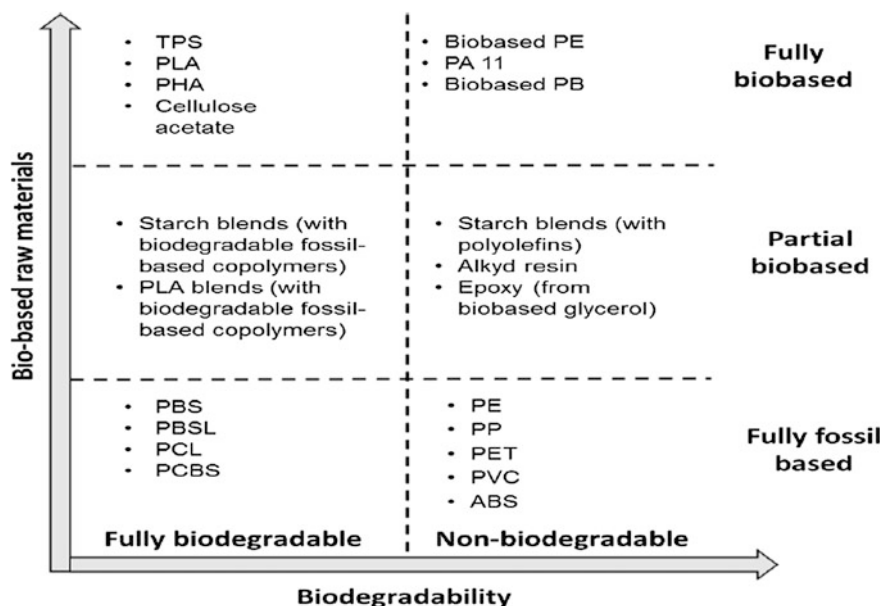 • TPS
• PLA
• PHA
• Cellulose
acetate
• Biobased PE
• PA 11
• Biobased PB
Fully
biobased
Bio-based raw materials
• Starch blends (with
biodegradable fossil-
based copolymers)
• PLA blends (with
biodegradable fossil-
based copolymers)
• Starch blends (with
polyolefins)
• Alkyd resin
• Epoxy (from
biobased glycerol)
Partial
biobased
• PBS
• PBSL
• PCL
• PCBS
• PE
• PP
• PET
• PVC
• ABS
Fully fossil
based
Fully biodegradable
Non-biodegradable
Biodegradability